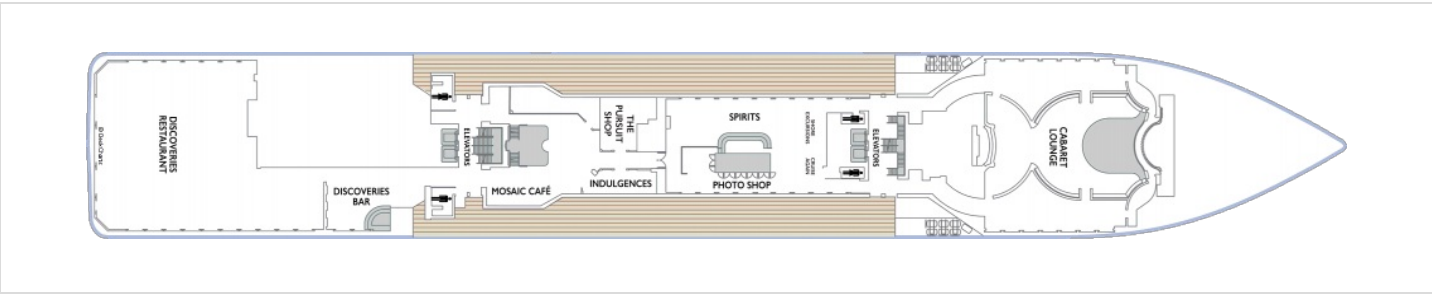 © DeckChartz
DISCOVERIES
RESTAURANT
DISCOVERIES
BAR
ELEVATORS
MOSAIC CAFÉ
THE
PURSUIT
SHOP
INDULGENCES
SPIRITS
PHOTO SHOP
SHORE
EXCURSIONS
CRUISE
AGAIN
ELEVATORS
CABARET
LOUNGE